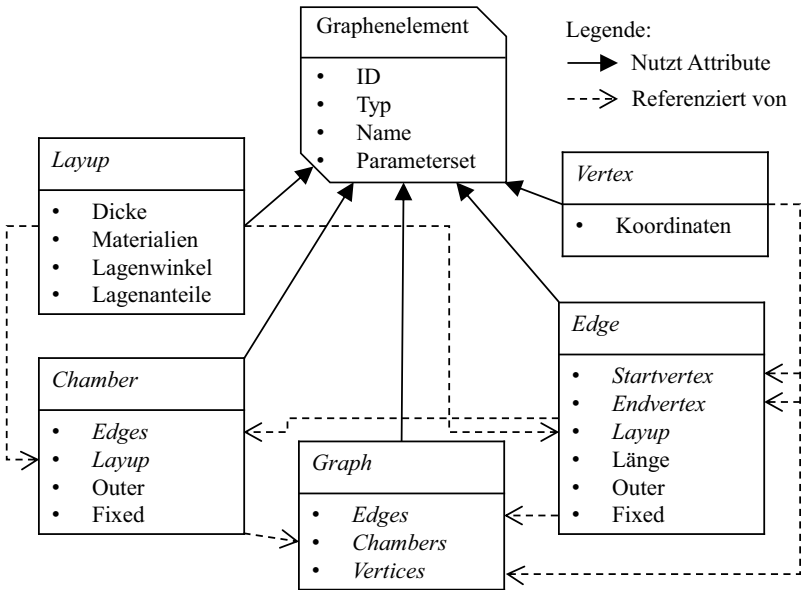 Graphenelement
• ID
• Typ
• Name
• Parameterset
Legende:
Nutzt Attribute
Referenziert von
Layup
• Dicke
• Materialien
• Lagenwinkel
• Lagenanteile
Vertex
• Koordinaten
Chamber
• Edges
• Layup
• Outer
• Fixed
Graph
• Edges
• Chambers
• Vertices
Edge
• Startvertex
• Endvertex
• Layup
• Länge
• Outer
• Fixed